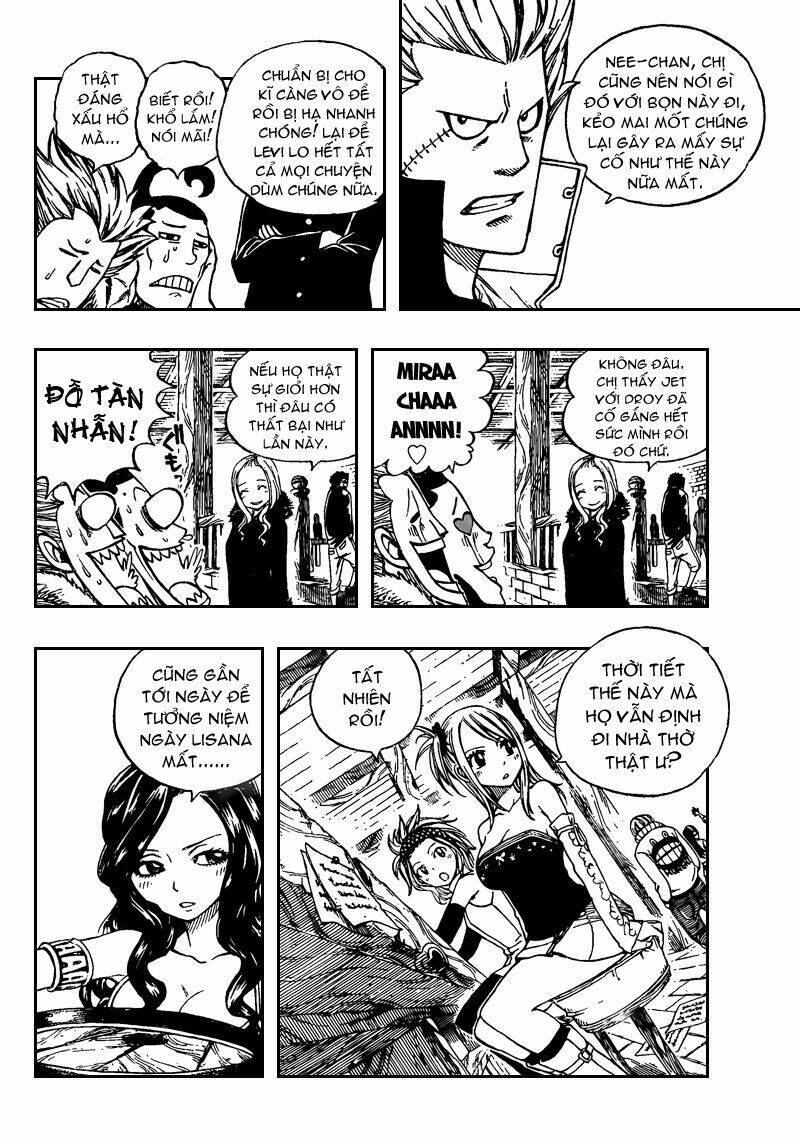 NEE-CHAN, CHỊ
CŨNG NÊN NÓI GÌ
ĐÓ VỚI BỌN NÀY ĐI,
KẺO MAI MỐT CHÚNG
LẠI GÂY RA MẤY SỰ
CỐ NHƯ THẾ NÀY
NỮA MẤT.
CHUẨN BỊ CHO
KĨ CÀNG VÔ ĐỂ
RỒI BỊ HẠ NHANH
CHÓNG! LẠI ĐỂ
LEVI LO HẾT TẤT
CẢ MỌI CHUYỆN
DÙM CHÚNG NỮA.
BIẾT RỒI!
KHỔ LẮM!
NÓI MÃI!
THẬT
ĐÁNG
XẤU HỔ
MÀ...
KHÔNG ĐÂU.
CHỊ THẤY JET
VỚI DROY ĐÃ
CỐ GẮNG HẾT
SỨC MÌNH RỒI
ĐÓ CHỨ.
MIRAA
CHAAA
ANNNN!
NẾU HỌ THẬT
SỰ GIỎI HƠN
THÌ ĐÂU CÓ
THẤT BẠI NHƯ
LẦN NÀY.
ĐỒ TÀN
NHẪN!
THỜI TIẾT
THẾ NÀY MÀ
HỌ VẪN ĐỊNH
ĐI NHÀ THỜ
THẬT Ư?
TẤT
NHIÊN
RỒI!
CŨNG GẦN
TỚI NGÀY ĐỂ
TƯỞNG NIỆM
NGÀY LISANA
MẤT......